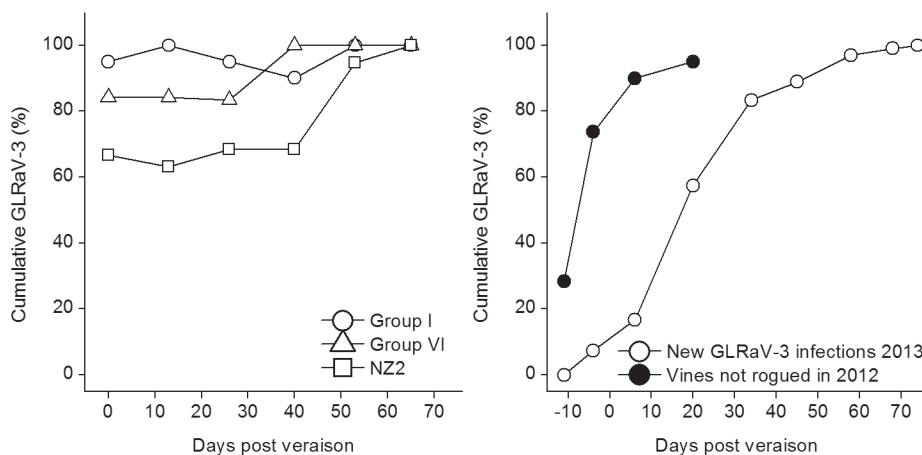 Cumulative GLRaV-3 (%)
100
80
60
40
20
0
Group I
Group VI
NZ2
0 10 20 30 40 50 60 70
Days post veraison
Cumulative GLRaV-3 (%)
100
80
60
40
20
0
New GLRaV-3 infections 2013
Vines not rogued in 2012
-10 0 10 20 30 40 50 60 70
Days post veraison